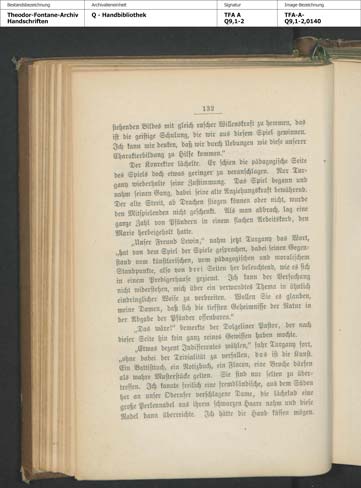 Bestandsbezeichnung
Archivalieneinheit
Signatur
Image-Bezeichnung
Theodor-Fontane-Archiv
Handschriften
Q - Handbibliothek
TFA A
Q9,1-2
TFA-A-
Q9,1-2,0140
132
stehenden Bildes mit gleich rascher Willenskraft zu hemmen, das
ist die geistige Schulung, die wir aus diesem Spiel gewinnen.
Ich kann mir denken, daß wir durch Uebungen wie diese unserer
Charakterbildung zu Hilfe kommen.“
Der Konrektor lächelte. Er schien die pädagogische Seite
des Spiels doch etwas geringer zu veranschlagen. Nur Tur-
gany wiederholte seine Zustimmung. Das Spiel begann und
nahm seinen Gang, dabei seine alte Anziehungskraft bewährend.
Der alte Streit, ob Drachen fliegen können oder nicht, wurde
den Mitspielenden nicht geschenkt. Als man abbrach, lag eine
ganze Zahl von Pfändern in einem flachen Arbeitskorb, den
Marie herbeigeholt hatte.
„Unser Freund Lewin,“ nahm jetzt Turgany das Wort,
„hat von dem Spiel der Spiele gesprochen, dabei seinen Gegen-
stand vom künstlerischen, vom pädagogischen und moralischen
Standpunkte, also von drei Seiten her beleuchtend, wie es sich
in einem Predigerhause geziemt. Ich kann der Versuchung
nicht widerstehen, mich über ein verwandtes Thema in ähnlich
eindringlicher Weise zu verbreiten. Wollen Sie es glauben,
meine Damen, daß sich die tiefsten Geheimnisse der Natur in
der Abgabe der Pfänder offenbaren.“
„Das wäre!“ bemerkte der Dolgeliner Pastor, der nach
dieser Seite hin kein ganz reines Gewissen haben mochte.
„Etwas dezent Indifferentes wählen,“ fuhr Turgany fort,
„ohne dabei der Trivialität zu verfallen, das ist die Kunst.
Ein Battisttuch, ein Notizbuch, ein Flacon, eine Broche dürfen
als wahre Musterstücke gelten. Sie sind nur selten zu über-
treffen. Ich kannte freilich eine fremdländische, aus dem Süden
her an unser Oderufer verschlagene Dame, die lächelnd eine
große Perlennadel aus ihrem schwarzen Haare nahm und diese
Nadel dann überreichte. Ich hätte die Hand küssen mögen